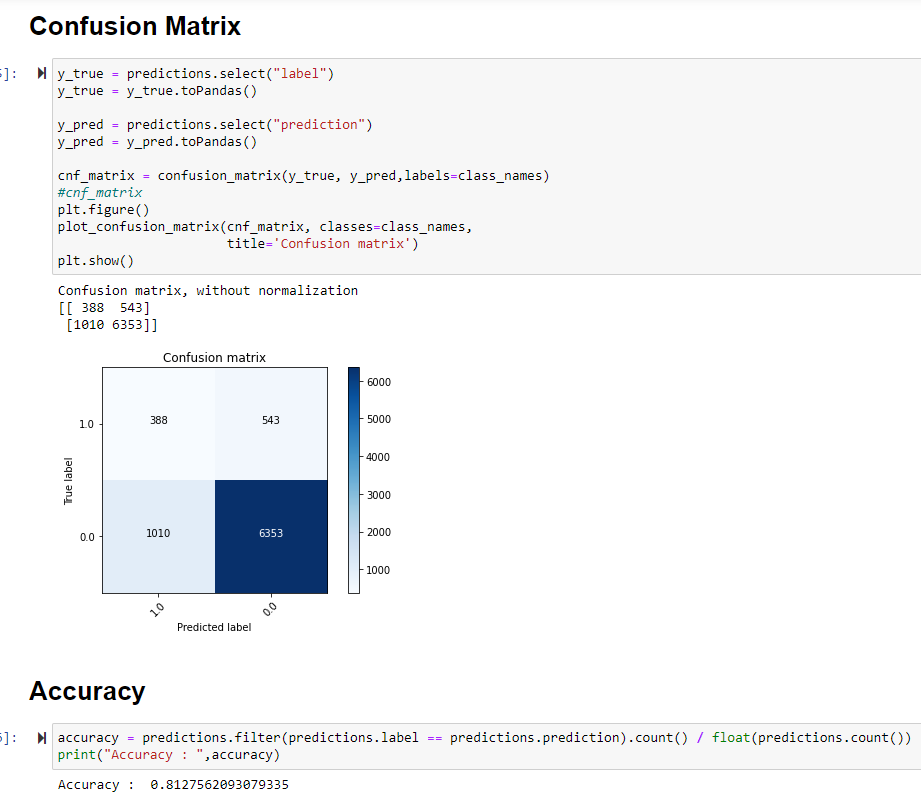 Confusion Matrix
]:
y_true = predictions.select("label")
y_true = y_true.toPandas()
y_pred = predictions.select("prediction")
y_pred = y_pred.toPandas()
cnf_matrix = confusion_matrix(y_true, y_pred,labels=class_names)
#cnf_matrix
plt.figure()
plot_confusion_matrix(cnf_matrix, classes=class_names,
title='Confusion matrix')
plt.show()
Confusion matrix, without normalization
[[ 388  543]
[1010 6353]]
Confusion matrix
6000
5000
4000
3000
2000
1000
1.0
388
543
True label
0.0
1010
6353
1.0
0.0
Predicted label
Accuracy
]:
accuracy = predictions.filter(predictions.label == predictions.prediction).count() / float(predictions.count())
print("Accuracy : ",accuracy)
Accuracy :  0.8127562093079335